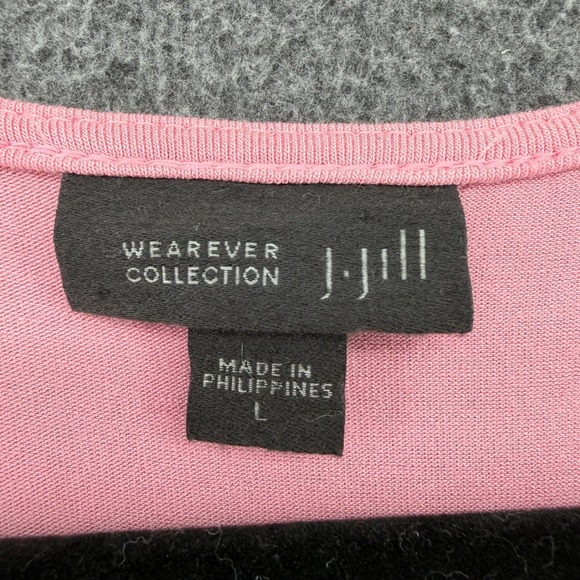 WEAREVER
COLLECTION
J.Jill
MADE IN
PHILIPPINES
L